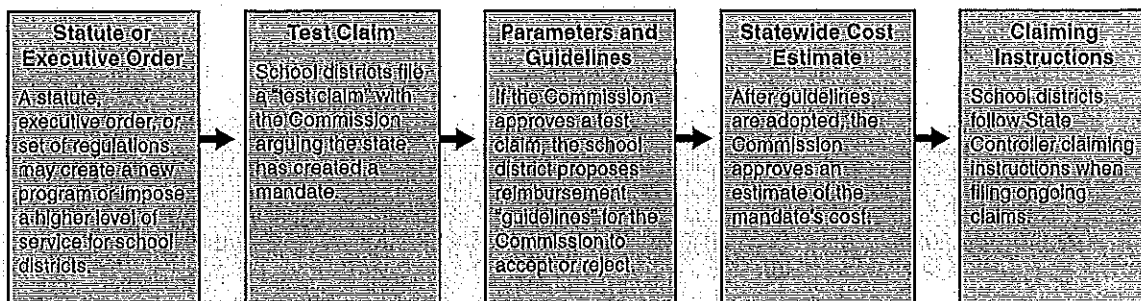 Statute or
Executive Order
A statute,
executive order, or
set of regulations
may create a new
program or impose
a higher level of
service for school
districts.
Test Claim
School districts file
a "test claim" with
the Commission
arguing the state
has created a
mandate.
Parameters and
Guidelines
If the Commission
approves a test
claim, the school
district proposes
reimbursement
"guidelines" for the
Commission to
accept or reject.
Statewide Cost
Estimate
After guidelines
are adopted, the
Commission
approves an
estimate of the
mandate's cost.
Claiming
Instructions
School districts
follow State
Controller claiming
instructions when
filing ongoing
claims.